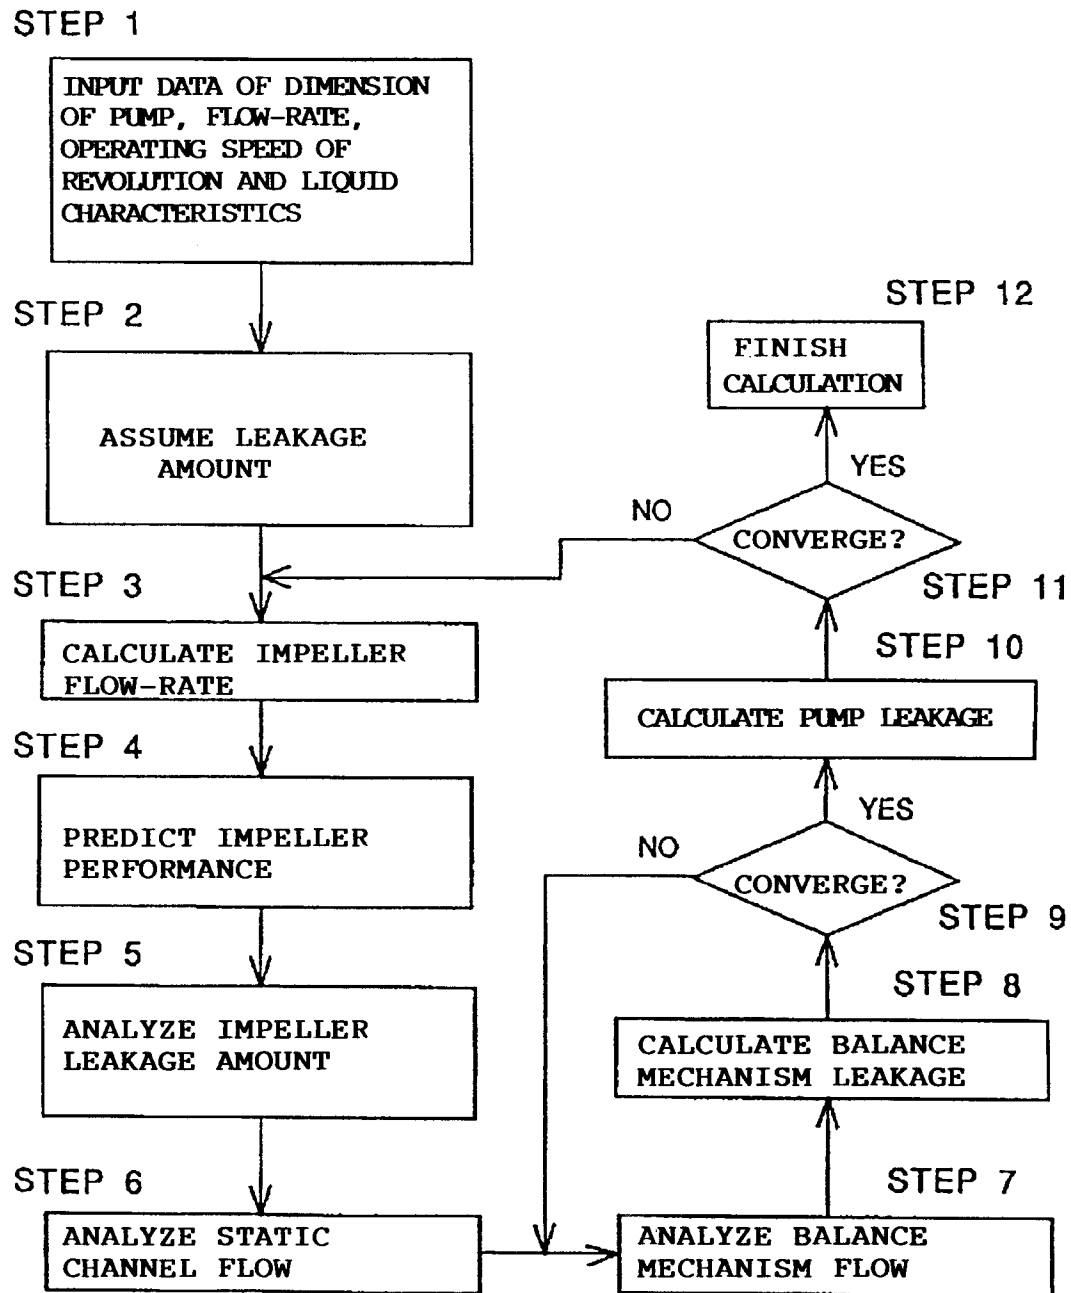 STEP 1
INPUT DATA OF DIMENSION
OF PUMP, FLOW-RATE,
OPERATING SPEED OF
REVOLUTION AND LIQUID
CHARACTERISTICS
STEP 2
ASSUME LEAKAGE
AMOUNT
STEP 3
CALCULATE IMPELLER
FLOW-RATE
STEP 4
PREDICT IMPELLER
PERFORMANCE
STEP 5
ANALYZE IMPELLER
LEAKAGE AMOUNT
STEP 6
ANALYZE STATIC
CHANNEL FLOW
STEP 7
ANALYZE BALANCE
MECHANISM FLOW
STEP 8
CALCULATE BALANCE
MECHANISM LEAKAGE
STEP 9
CONVERGE?
NO
YES
STEP 10
CALCULATE PUMP LEAKAGE
STEP 11
CONVERGE?
NO
YES
STEP 12
FINISH
CALCULATION